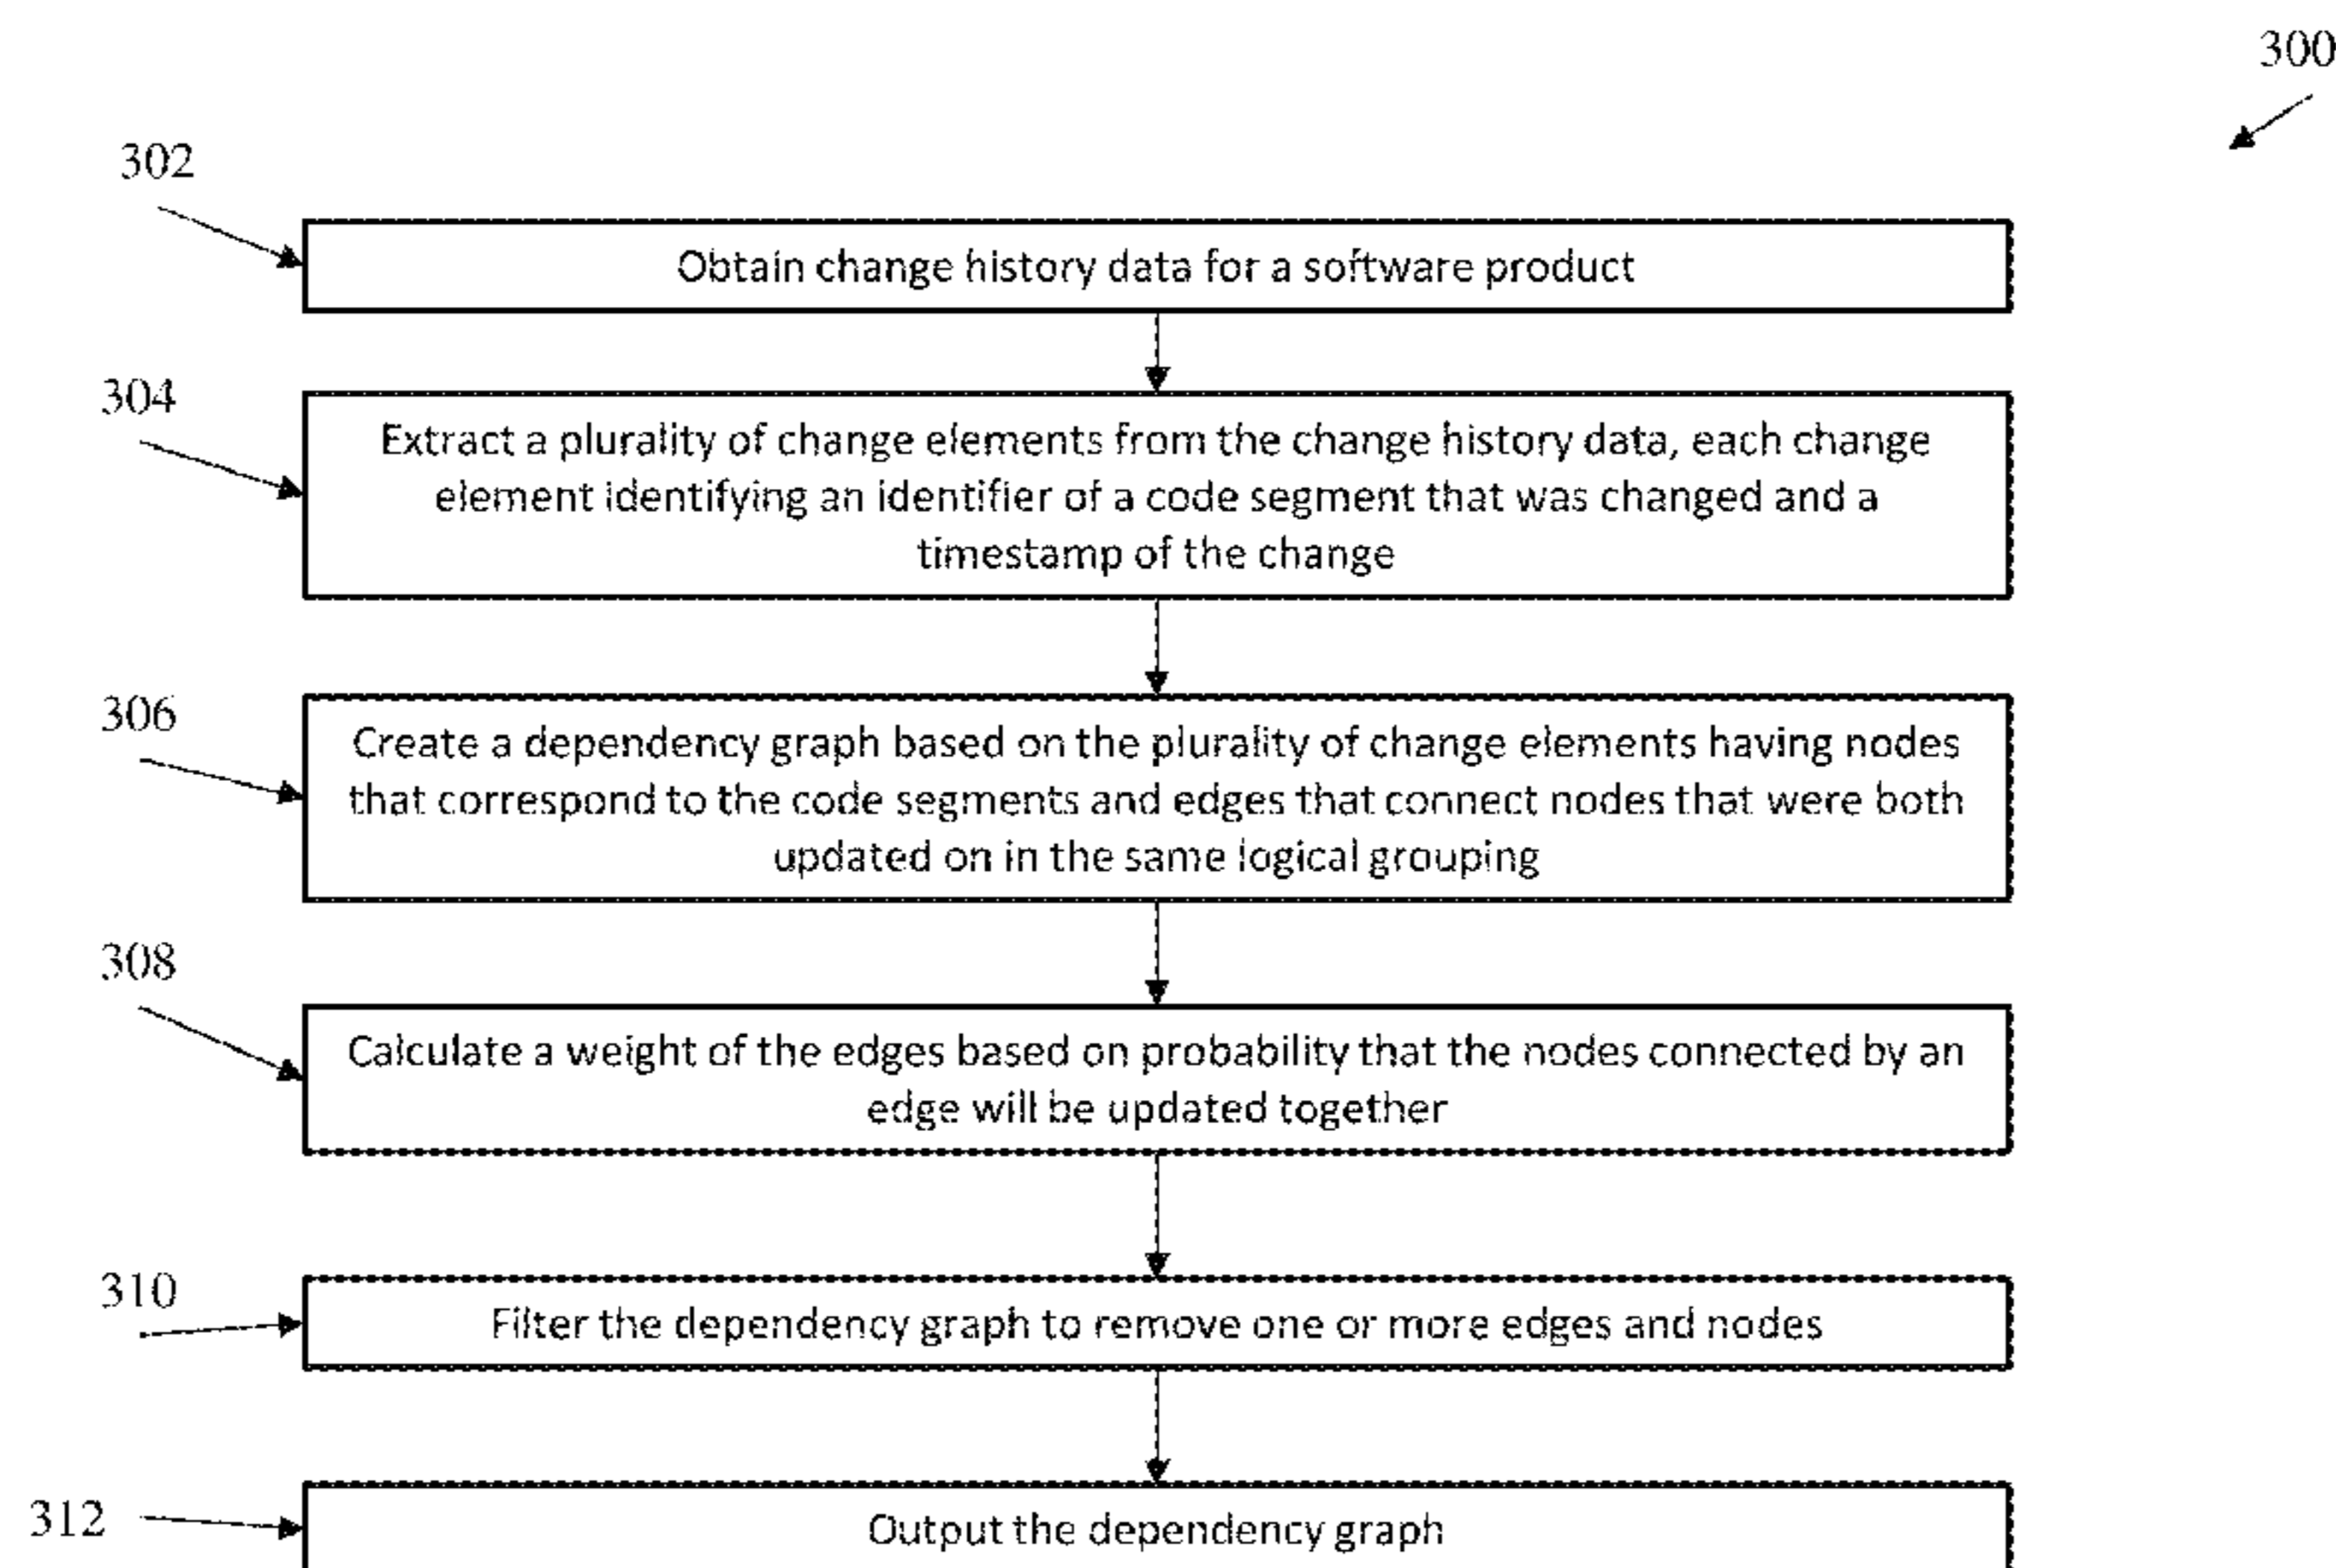 300
302
Obtain change history data for a software product
304
Extract a plurality of change elements from the change history data, each change
element identifying an identifier of a code segment that was changed and a
timestamp of the change
306
Create a dependency graph based on the plurality of change elements having nodes
that correspond to the code segments and edges that connect nodes that were both
updated on in the same logical grouping
308
Calculate a weight of the edges based on probability that the nodes connected by an
edge will be updated together
310
Filter the dependency graph to remove one or more edges and nodes
312
Output the dependency graph